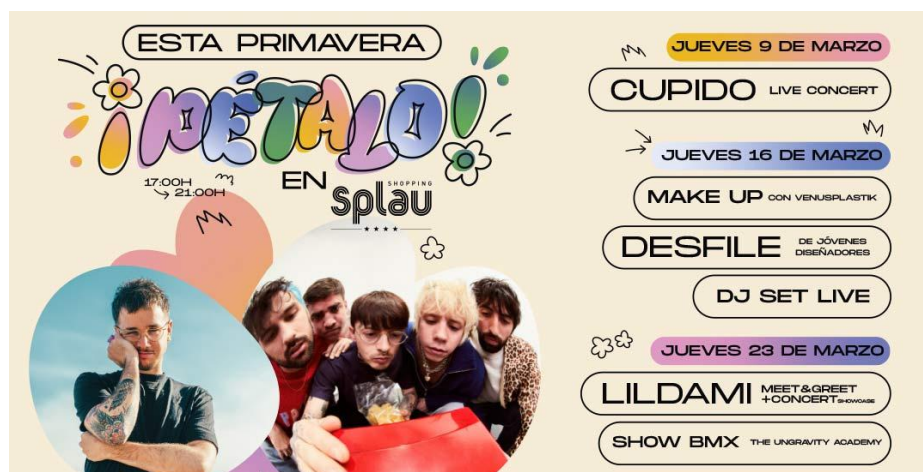 ESTA PRIMAVERA
¡PÉTALO!
17:00H
21:00H
EN
SHOPPING
splau
JUEVES 9 DE MARZO
CUPIDO LIVE CONCERT
JUEVES 16 DE MARZO
MAKE UP CON VENUSPLASTIK
DESFILE DE JÓVENES
DISEÑADORES
DJ SET LIVE
JUEVES 23 DE MARZO
LILDAMI MEET&GREET
+CONCERT SHOWCASE
SHOW BMX THE UNGRAVITY ACADEMY